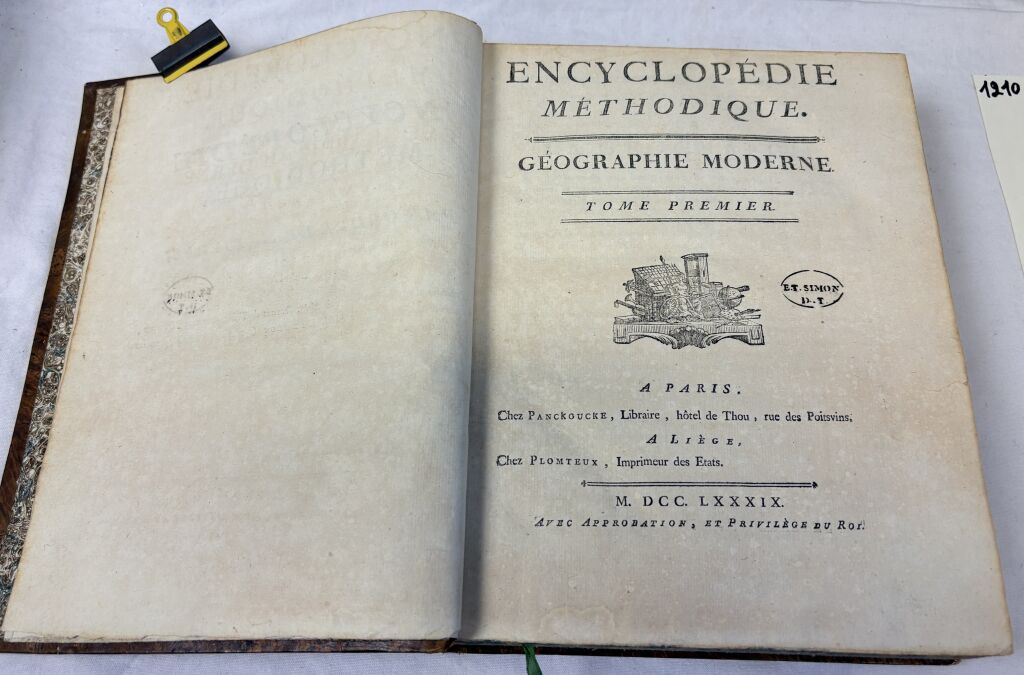 ENCYCLOPÉDIE
MÉTHODIQUE.
GÉOGRAPHIE MODERNE.
TOME PREMIER.
E.T. SIMON
D.T.
A PARIS.
Chez PANCKOUCKE, Libraire, hôtel de Thou, rue des Poitevins;
A LIÈGE,
Chez PLOMTEUX, Imprimeur des Etats.
M. DCC. LXXXIX.
AVEC APPROBATION, ET PRIVILÈGE DU ROI.
1210